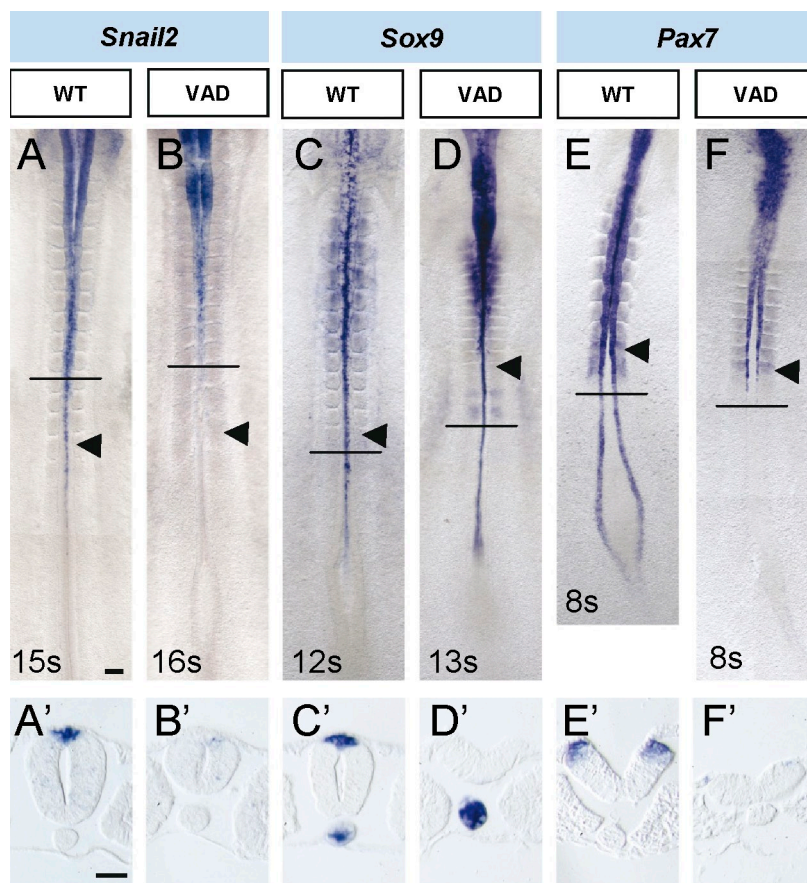 Snail2 Sox9 Pax7
WT VAD WT VAD WT VAD
A B C D E F
8s
15s 16s 12s 13s 8s
A’ B’ C’ D’ E’ F’